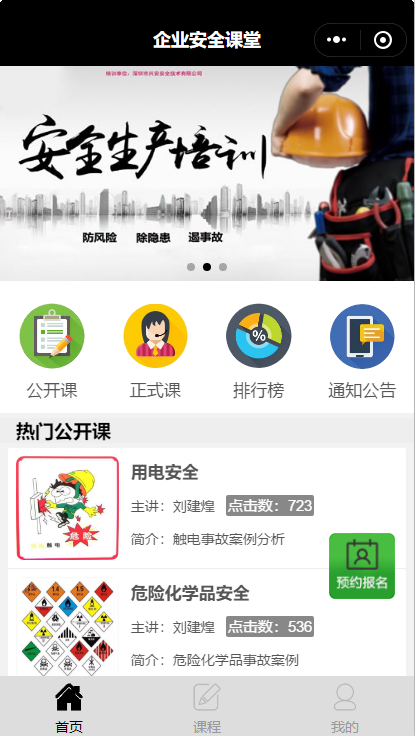 企业安全课堂
培训单位：深圳市兴安安全技术有限公司
安全生产培训
防风险 除隐患 遏事故
公开课 正式课 排行榜 通知公告
热门公开课
用电安全
主讲：刘建煌 点击数：723
简介：触电事故案例分析
触电
危险
预约报名
危险化学品安全
主讲：刘建煌 点击数：536
简介：危险化学品事故案例
首页 课程 我的